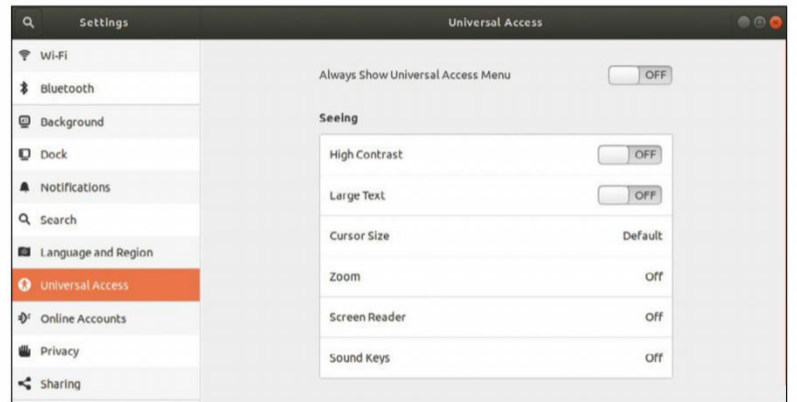 Settings
Universal Access
Wi-Fi
Bluetooth
Background
Dock
Notifications
Search
Language and Region
Universal Access
Online Accounts
Privacy
Sharing
Always Show Universal Access Menu OFF
Seeing
High Contrast OFF
Large Text OFF
Cursor Size Default
Zoom Off
Screen Reader Off
Sound Keys Off